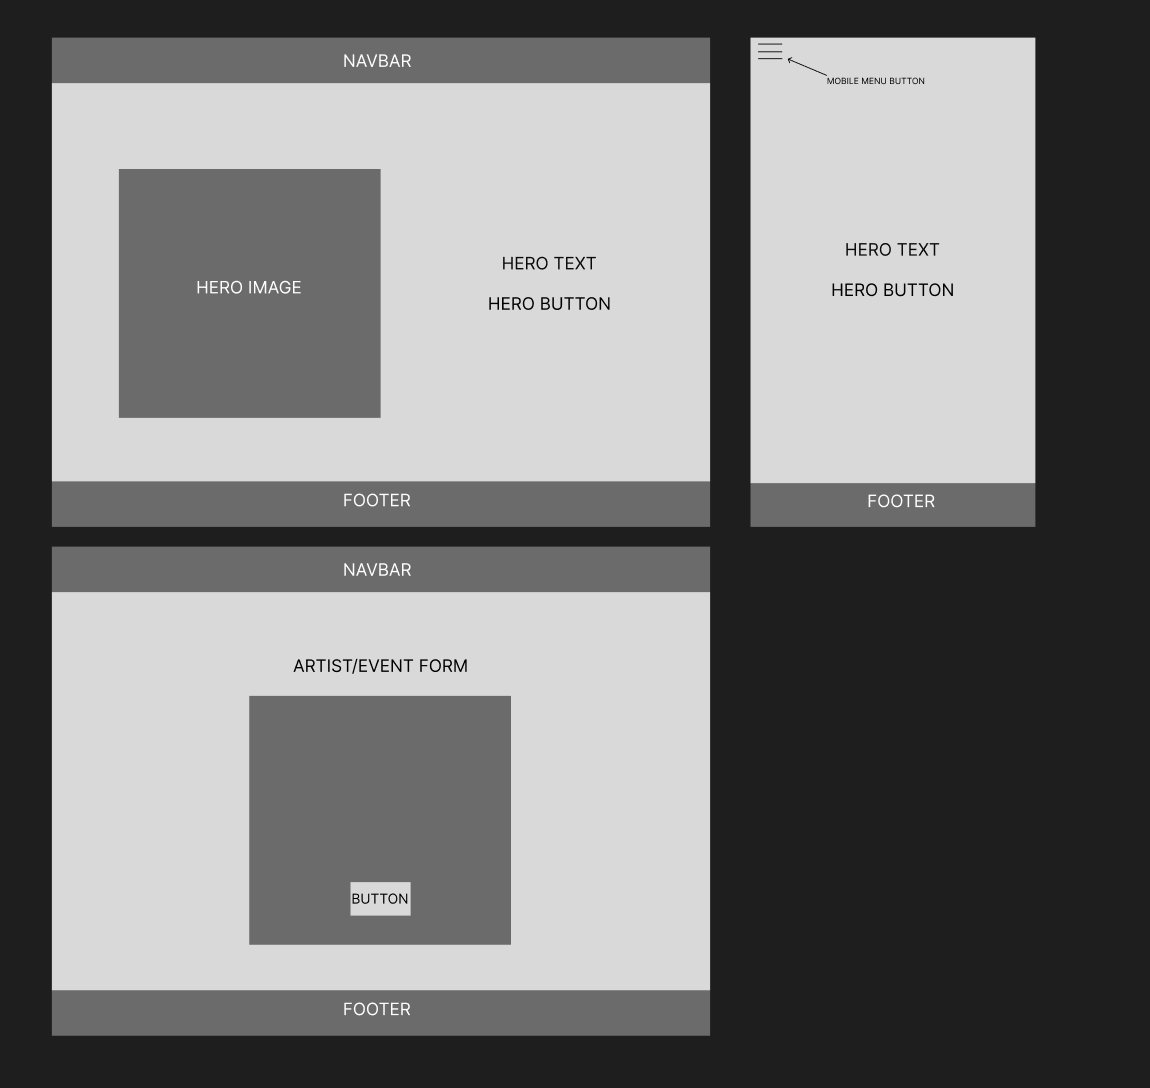 NAVBAR
HERO IMAGE
HERO TEXT
HERO BUTTON
FOOTER
MOBILE MENU BUTTON
HERO TEXT
HERO BUTTON
FOOTER
NAVBAR
ARTIST/EVENT FORM
BUTTON
FOOTER